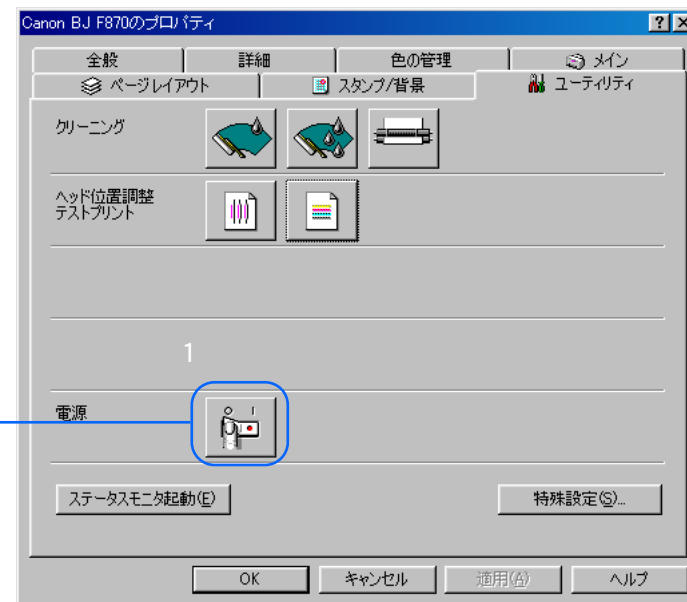 Canon BJ F870のプロパティ
全般 詳細 色の管理 メイン
ページレイアウト スタンプ/背景 ユーティリティ
クリーニング
ヘッド位置調整
テストプリント
1
電源
ステータスモニタ起動(E) 特殊設定(S)...
OK キャンセル 適用(A) ヘルプ